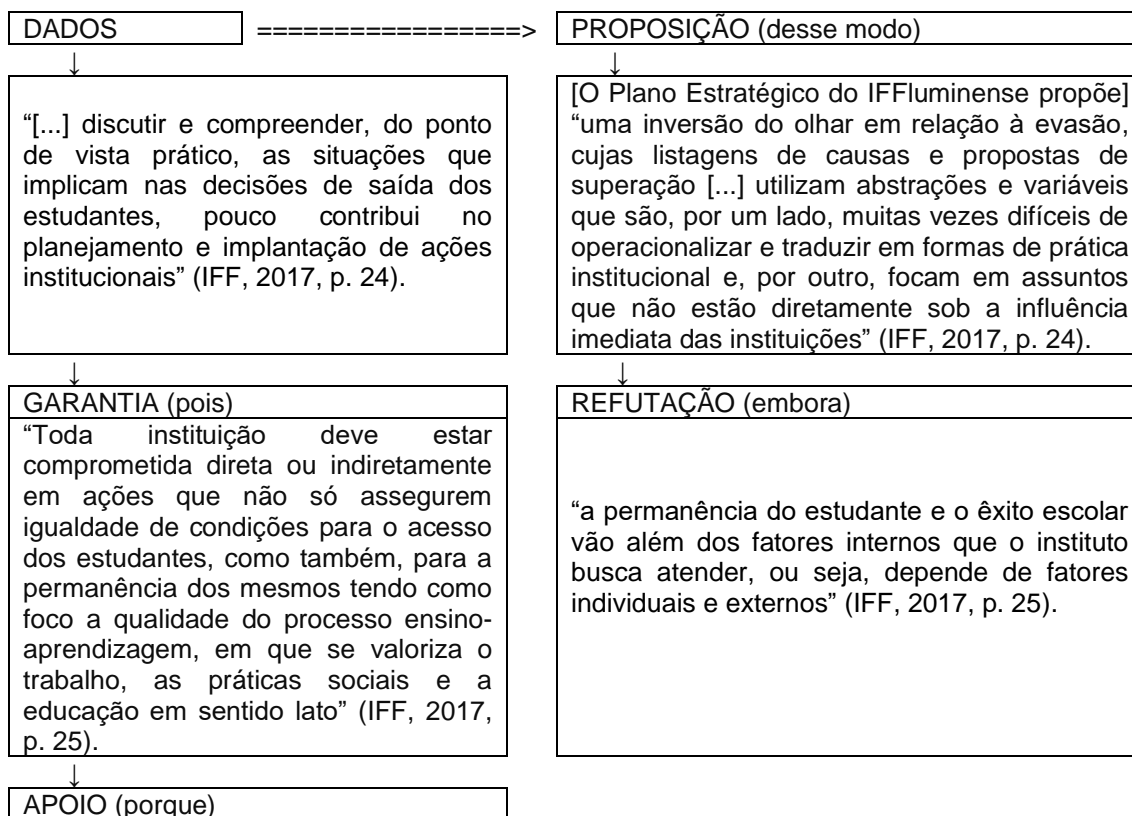 DADOS
=================>
PROPOSIÇÃO (desse modo)
↓
↓
“[...] discutir e compreender, do ponto
de vista prático, as situações que
implicam nas decisões de saída dos
estudantes, pouco contribui no
planejamento e implantação de ações
institucionais” (IFF, 2017, p. 24).
[O Plano Estratégico do IFFluminense propõe]
“uma inversão do olhar em relação à evasão,
cujas listagens de causas e propostas de
superação [...] utilizam abstrações e variáveis
que são, por um lado, muitas vezes difíceis de
operacionalizar e traduzir em formas de prática
institucional e, por outro, focam em assuntos
que não estão diretamente sob a influência
imediata das instituições” (IFF, 2017, p. 24).
↓
↓
GARANTIA (pois)
“Toda instituição deve estar
comprometida direta ou indiretamente
em ações que não só assegurem
igualdade de condições para o acesso
dos estudantes, como também, para a
permanência dos mesmos tendo como
foco a qualidade do processo ensino-
aprendizagem, em que se valoriza o
trabalho, as práticas sociais e a
educação em sentido lato” (IFF, 2017,
p. 25).
REFUTAÇÃO (embora)
“a permanência do estudante e o êxito escolar
vão além dos fatores internos que o instituto
busca atender, ou seja, depende de fatores
individuais e externos” (IFF, 2017, p. 25).
↓
APOIO (porque)